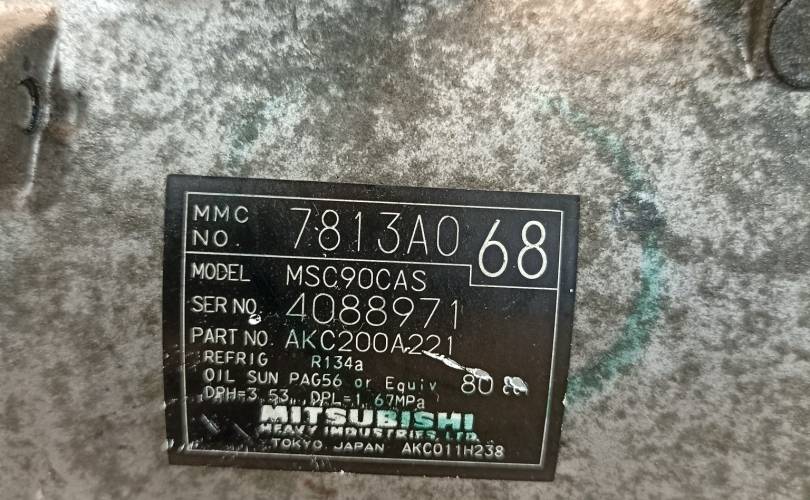 MMC NO. 7813A068
MODEL MSC90CAS
SER NO. 4088971
PART NO. AKC200A221
REFRIG R134a
OIL SUN PAG56 or Equiv 80
DPH=3.53, DPL=1.67MPa
MITSUBISHI
HEAVY INDUSTRIES, LTD.
TOKYO JAPAN AKC011H238